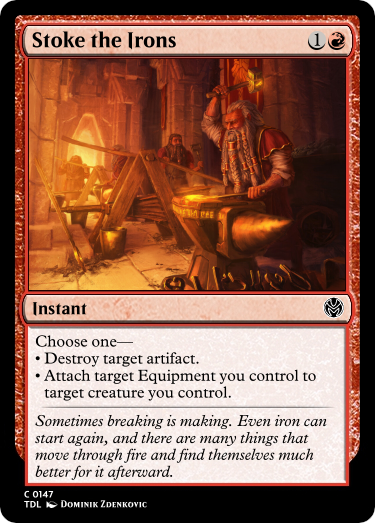 Stoke the Irons
1
Instant
Choose one—
• Destroy target artifact.
• Attach target Equipment you control to
target creature you control.
Sometimes breaking is making. Even iron can
start again, and there are many things that
move through fire and find themselves much
better for it afterward.
C 0147
TDL Dominik Zdenkovic